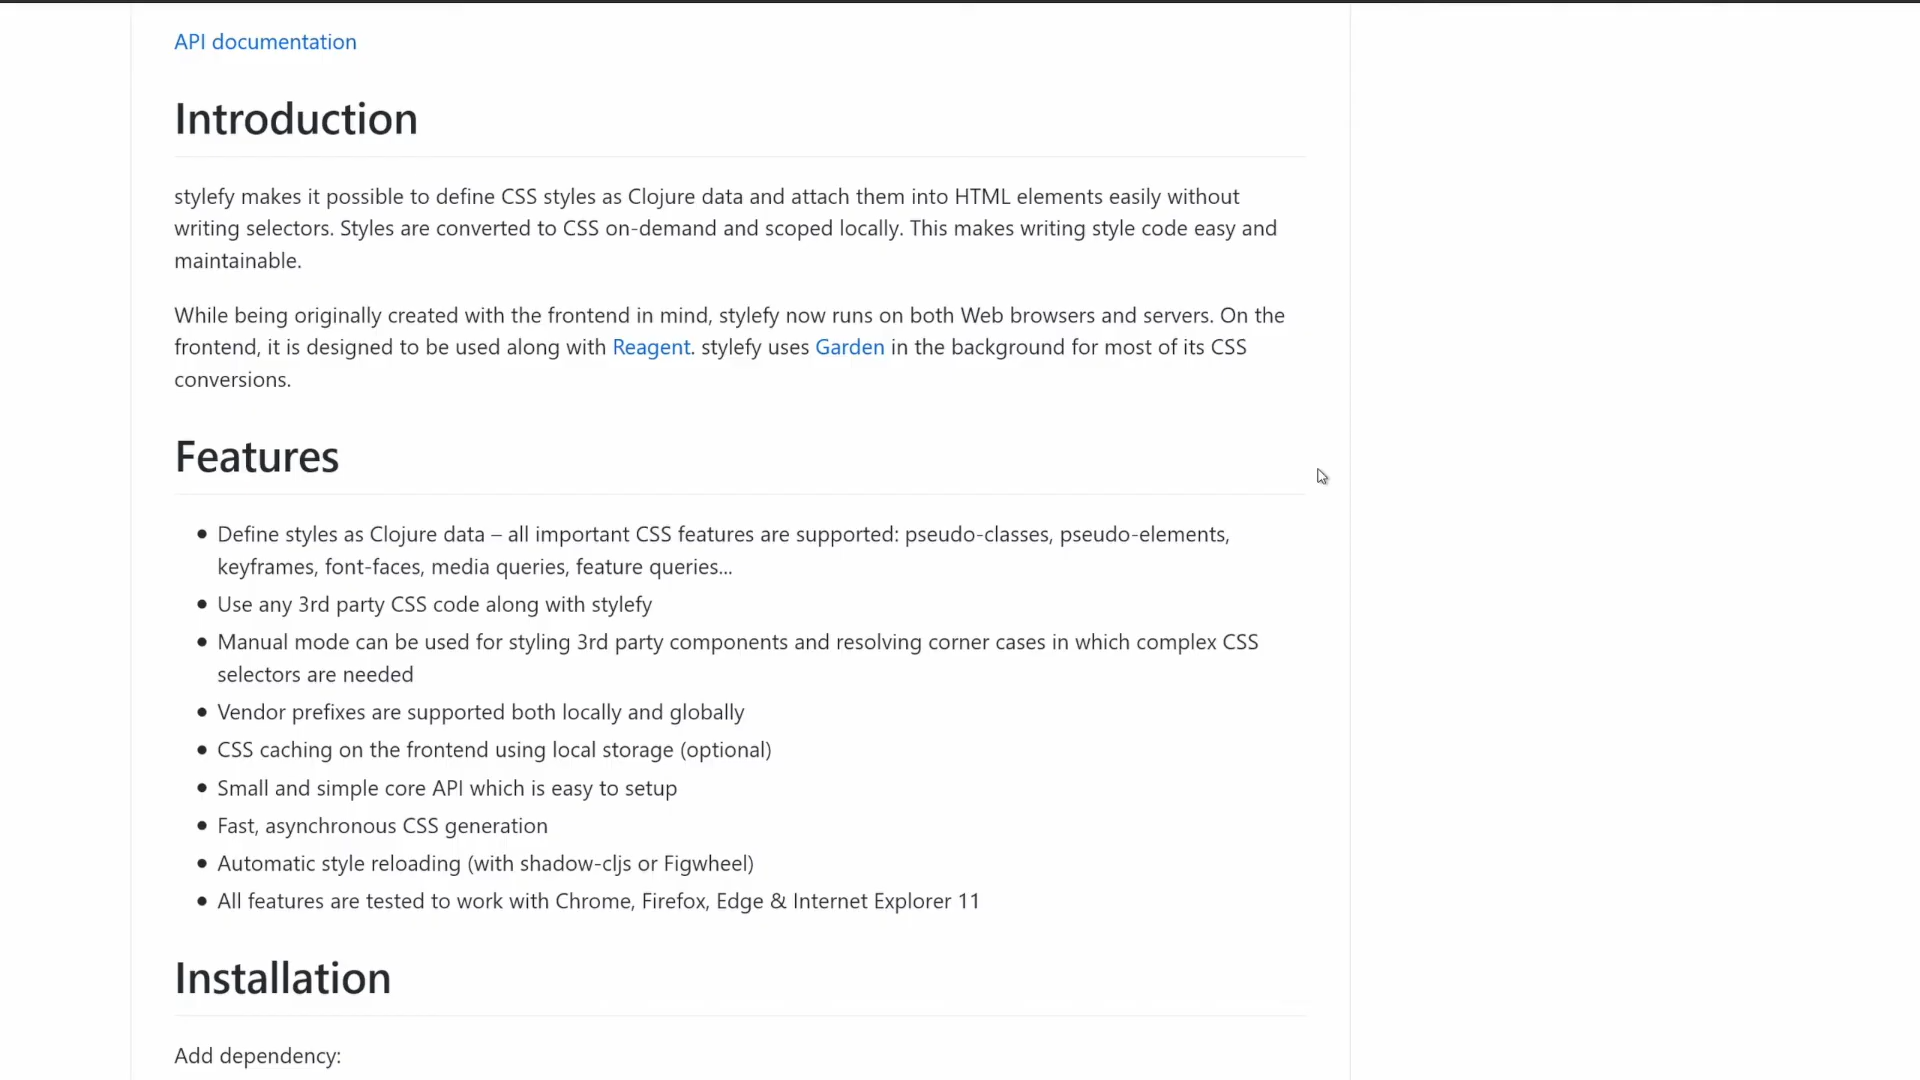 API documentation
Introduction
stylefy makes it possible to define CSS styles as Clojure data and attach them into HTML elements easily without
writing selectors. Styles are converted to CSS on-demand and scoped locally. This makes writing style code easy and
maintainable.
While being originally created with the frontend in mind, stylefy now runs on both Web browsers and servers. On the
frontend, it is designed to be used along with Reagent. stylefy uses Garden in the background for most of its CSS
conversions.
Features
• Define styles as Clojure data – all important CSS features are supported: pseudo-classes, pseudo-elements,
keyframes, font-faces, media queries, feature queries...
• Use any 3rd party CSS code along with stylefy
• Manual mode can be used for styling 3rd party components and resolving corner cases in which complex CSS
selectors are needed
• Vendor prefixes are supported both locally and globally
• CSS caching on the frontend using local storage (optional)
• Small and simple core API which is easy to setup
• Fast, asynchronous CSS generation
• Automatic style reloading (with shadow-cljs or Figwheel)
• All features are tested to work with Chrome, Firefox, Edge & Internet Explorer 11
Installation
Add dependency: